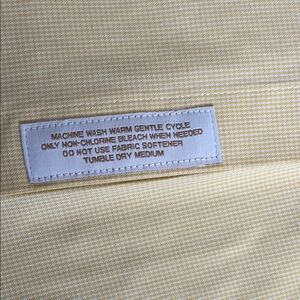 MACHINE WASH WARM GENTLE CYCLE
ONLY NON-CHLORINE BLEACH WHEN NEEDED
DO NOT USE FABRIC SOFTENER
TUMBLE DRY MEDIUM